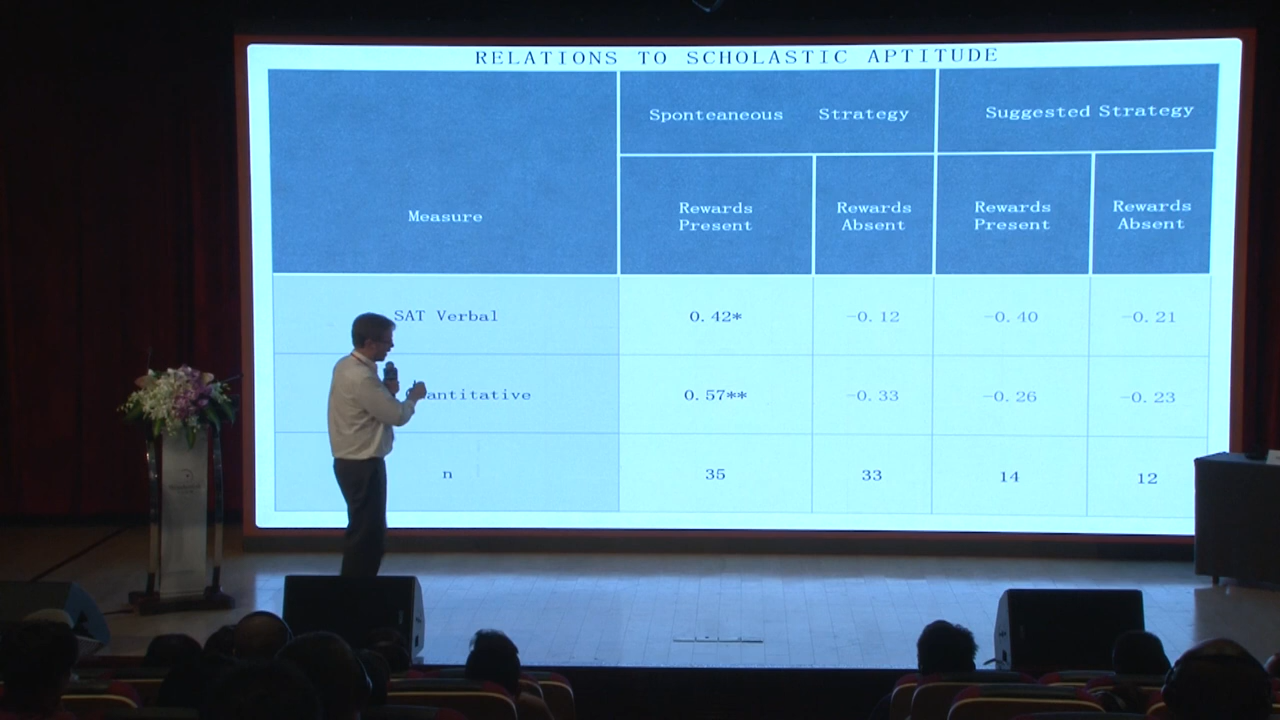 RELATIONS TO SCHOLASTIC APTITUDE
Sponteaneous Strategy
Suggested Strategy
Measure
Rewards Present
Rewards Absent
Rewards Present
Rewards Absent
SAT Verbal 0.42* -0.12 -0.40 -0.21
antitative 0.57** -0.33 -0.26 -0.23
n 35 33 14 12